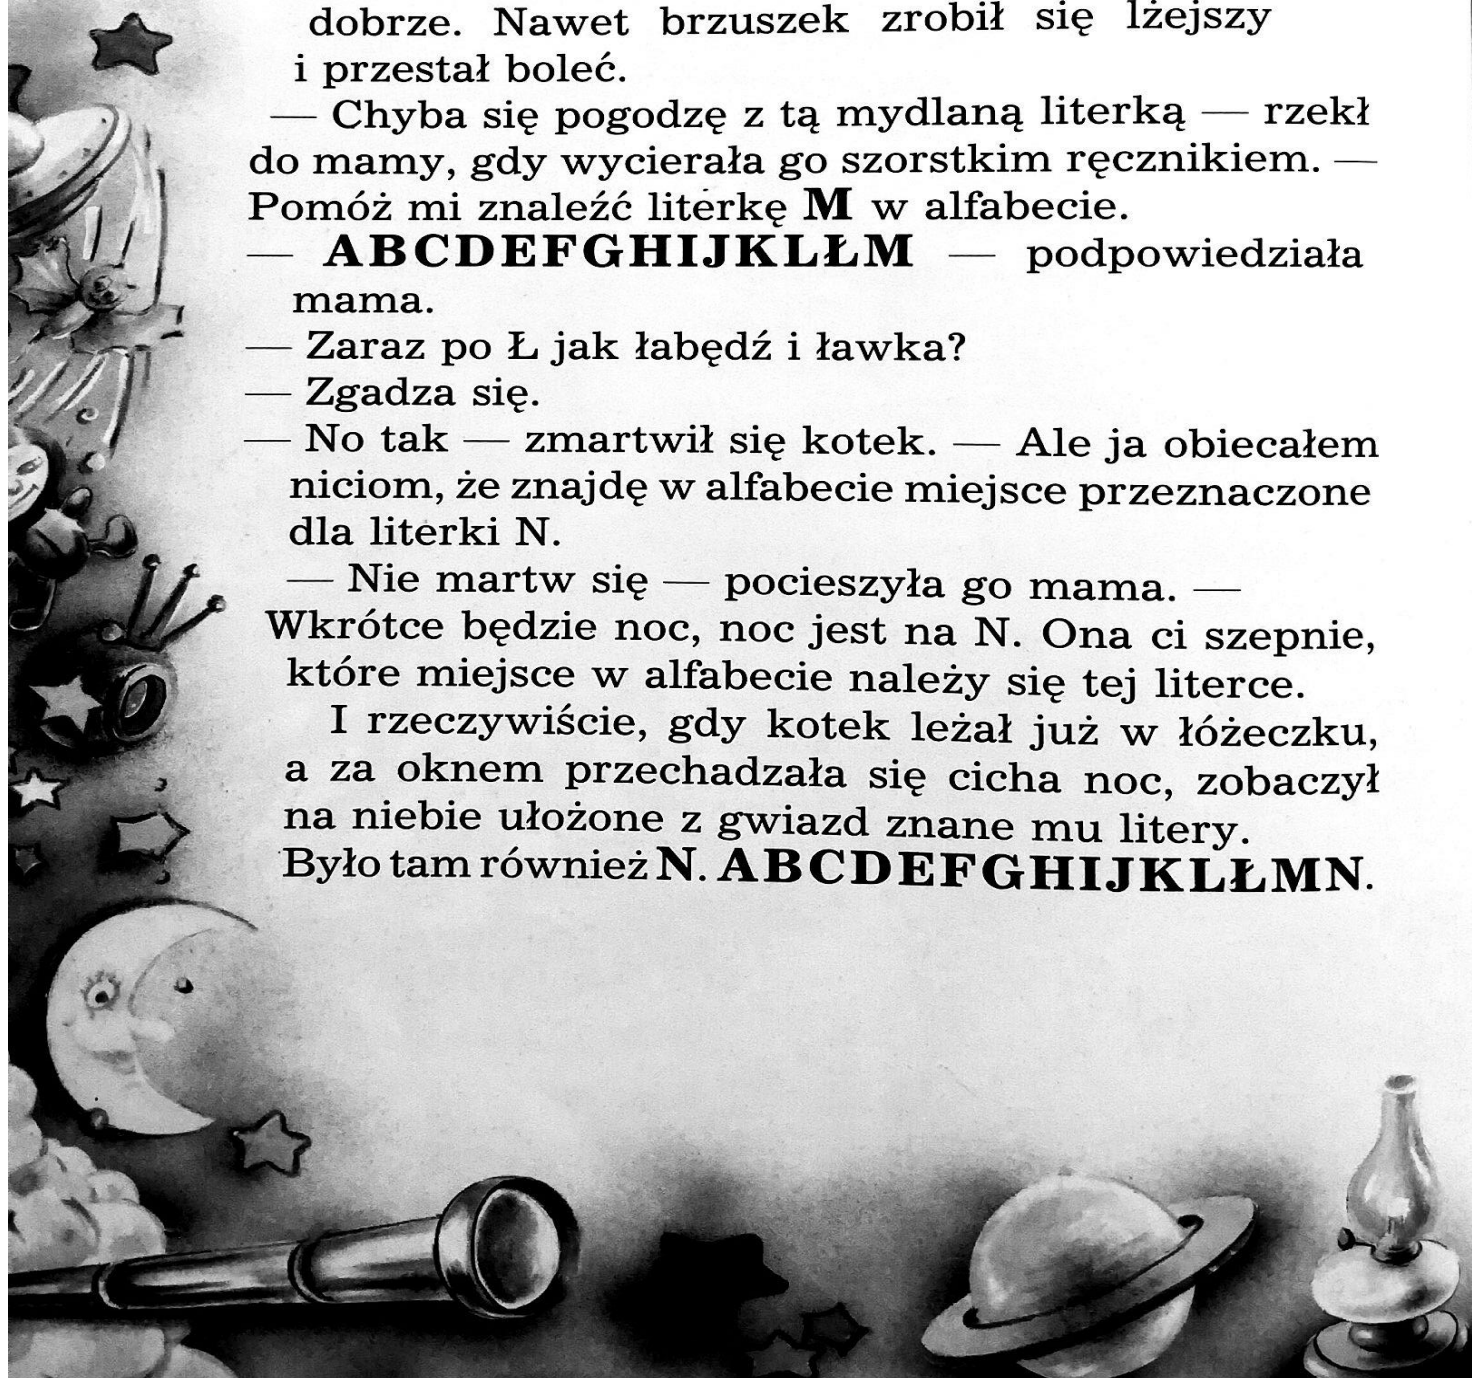 dobrze. Nawet brzuszek zrobił się lżejszy
i przestał boleć.
— Chyba się pogodzę z tą mydlaną literką — rzekł
do mamy, gdy wycierała go szorstkim ręcznikiem. —
Pomóż mi znaleźć literkę M w alfabecie.
— ABCDEFGHIJKLŁM — podpowiedziała
mama.
— Zaraz po Ł jak łabędź i ławka?
— Zgadza się.
— No tak — zmartwił się kotek. — Ale ja obiecałem
niciom, że znajdę w alfabecie miejsce przeznaczone
dla literki N.
— Nie martw się — pocieszyła go mama. —
Wkrótce będzie noc, noc jest na N. Ona ci szepnie,
które miejsce w alfabecie należy się tej literce.
I rzeczywiście, gdy kotek leżał już w łóżeczku,
a za oknem przechadzała się cicha noc, zobaczył
na niebie ułożone z gwiazd znane mu litery.
Było tam również N. ABCDEFGHIJKLŁMN.